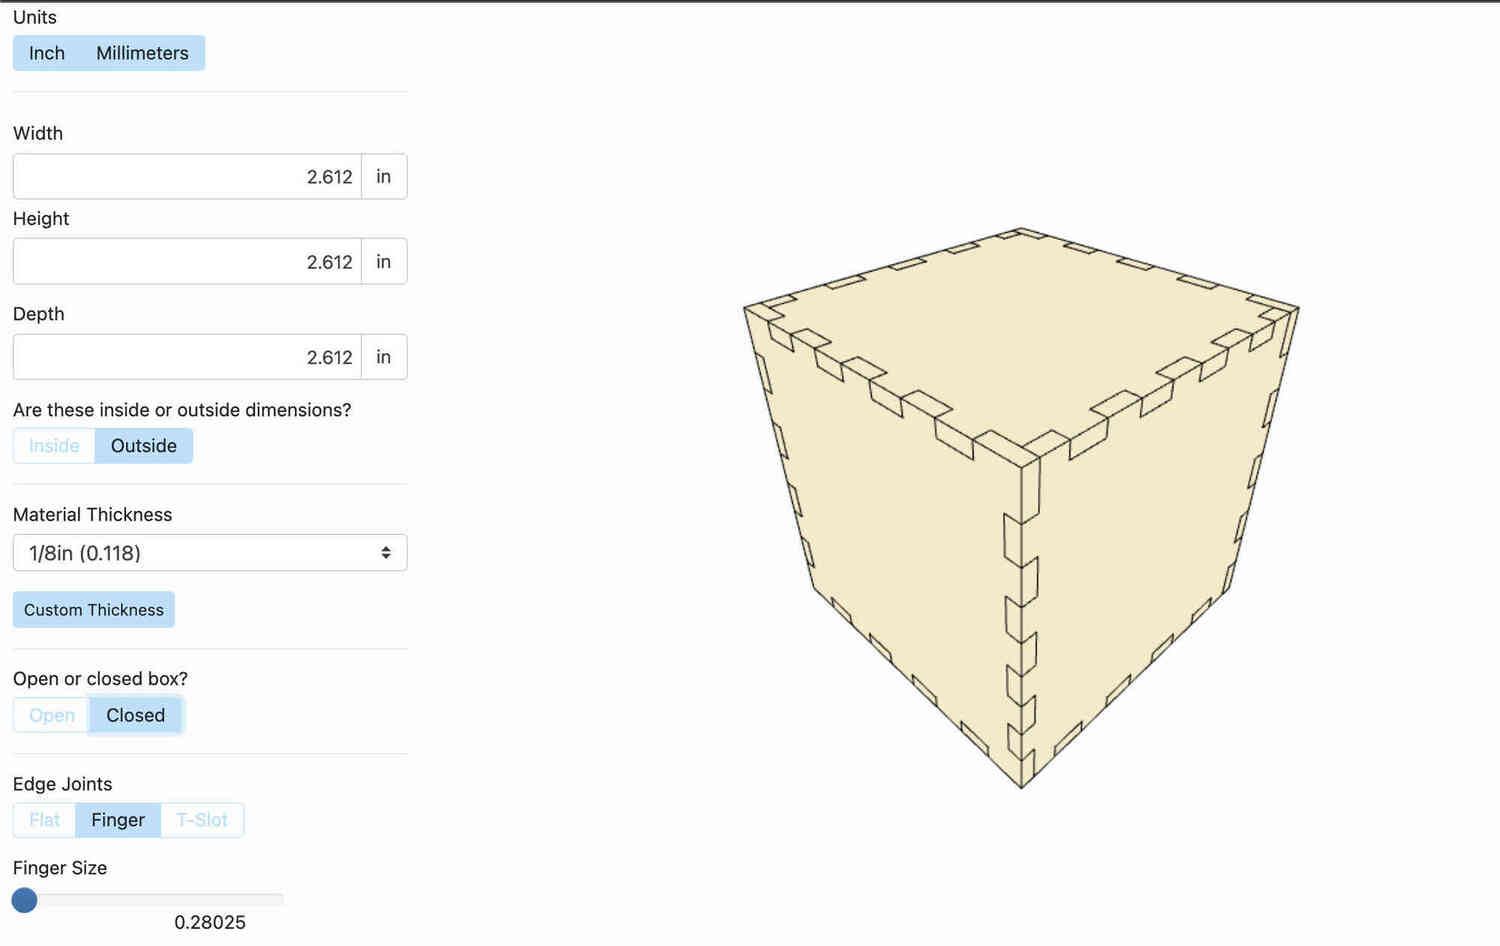 Units
Inch Millimeters
Width
2.612 in
Height
2.612 in
Depth
2.612 in
Are these inside or outside dimensions?
Inside Outside
Material Thickness
1/8in (0.118)
Custom Thickness
Open or closed box?
Open Closed
Edge Joints
Flat Finger T-Slot
Finger Size
0.28025